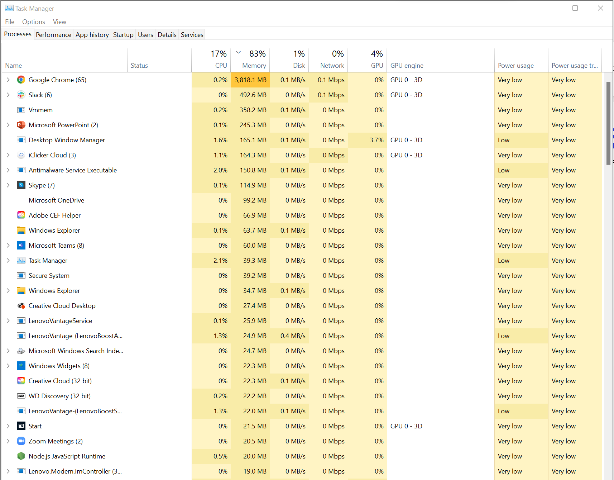 Task Manager
File Options View
Processes Performance App history Startup Users Details Services
17% 83% 1% 0% 4%
Name Status CPU Memory Disk Network GPU GPU engine Power usage Power usage tr...
Google Chrome (65) 0.2% 3,818.1 MB 0.1 MB/s 0.1 Mbps 0% GPU 0 - 3D Very low Very low
Slack (6) 0% 492.6 MB 0 MB/s 0.1 Mbps 0% GPU 0 - 3D Very low Very low
Vmmem 0.2% 358.2 MB 0.1 MB/s 0 Mbps 0% Very low Very low
Microsoft PowerPoint (2) 0.1% 245.3 MB 0 MB/s 0 Mbps 0% Very low Very low
Desktop Window Manager 1.6% 165.1 MB 0.1 MB/s 0 Mbps 3.7% GPU 0 - 3D Low Very low
iClicker Cloud (3) 1.1% 164.3 MB 0 MB/s 0 Mbps 0% GPU 0 - 3D Very low Very low
Antimalware Service Executable 2.0% 150.8 MB 0.1 MB/s 0 Mbps 0% Low Very low
Skype (7) 0.1% 114.9 MB 0 MB/s 0 Mbps 0% Very low Very low
Microsoft OneDrive 0% 99.2 MB 0 MB/s 0 Mbps 0% Very low Very low
Adobe CEF Helper 0% 66.9 MB 0 MB/s 0 Mbps 0% Very low Very low
Windows Explorer 0.1% 63.7 MB 0.1 MB/s 0 Mbps 0% Very low Very low
Microsoft Teams (8) 0% 60.0 MB 0 MB/s 0 Mbps 0% Very low Very low
Task Manager 2.1% 39.3 MB 0 MB/s 0 Mbps 0% Low Very low
Secure System 0% 39.2 MB 0 MB/s 0 Mbps 0% Very low Very low
Windows Explorer 0% 34.7 MB 0.1 MB/s 0 Mbps 0% Very low Very low
Creative Cloud Desktop 0% 27.4 MB 0 MB/s 0 Mbps 0% Very low Very low
LenovoVantageService 0.1% 25.9 MB 0 MB/s 0 Mbps 0% Very low Very low
LenovoVantage-(LenovoBoostA... 1.3% 24.9 MB 0.4 MB/s 0 Mbps 0% Low Very low
Microsoft Windows Search Inde... 0% 24.7 MB 0 MB/s 0 Mbps 0% Very low Very low
Windows Widgets (8) 0% 22.3 MB 0 MB/s 0 Mbps 0% Very low Very low
Creative Cloud (32 bit) 0% 22.3 MB 0.1 MB/s 0 Mbps 0% Very low Very low
WD Discovery (32 bit) 0.2% 22.2 MB 0 MB/s 0 Mbps 0% Very low Very low
LenovoVantage-(LenovoBoostS... 1.3% 22.0 MB 0.1 MB/s 0 Mbps 0% Low Very low
Start 0% 21.5 MB 0 MB/s 0 Mbps 0% GPU 0 - 3D Very low Very low
Zoom Meetings (2) 0% 20.5 MB 0 MB/s 0 Mbps 0% Very low Very low
Node.js JavaScript Runtime 0.5% 20.0 MB 0 MB/s 0 Mbps 0% Very low Very low
Lenovo.Modern.ImController (3... 0% 19.0 MB 0 MB/s 0 Mbps 0% Very low Very low